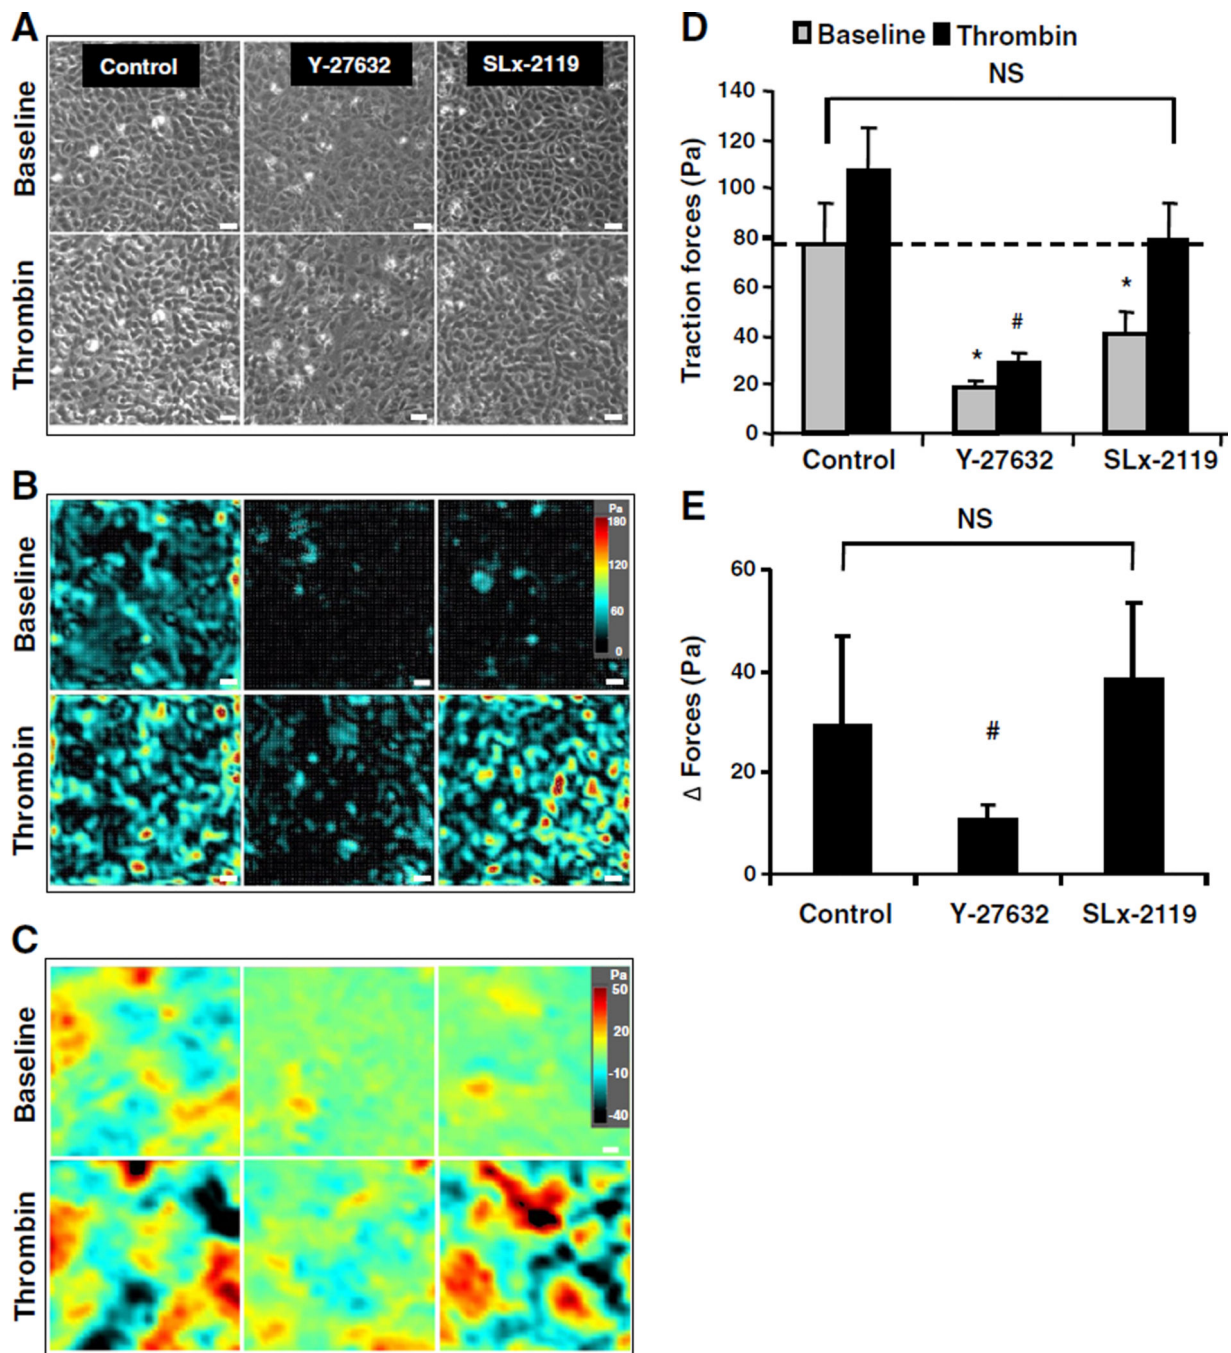 A
Control
Y-27632
SLx-2119
Baseline
Thrombin
B
Pa
180
120
60
0
Baseline
Thrombin
C
Pa
50
20
-10
-40
Baseline
Thrombin
D
Baseline Thrombin
NS
140
120
100
80
60
40
20
0
Traction forces (Pa)
*
#
*
Control Y-27632 SLx-2119
E
NS
60
40
20
0
Δ Forces (Pa)
#
Control Y-27632 SLx-2119